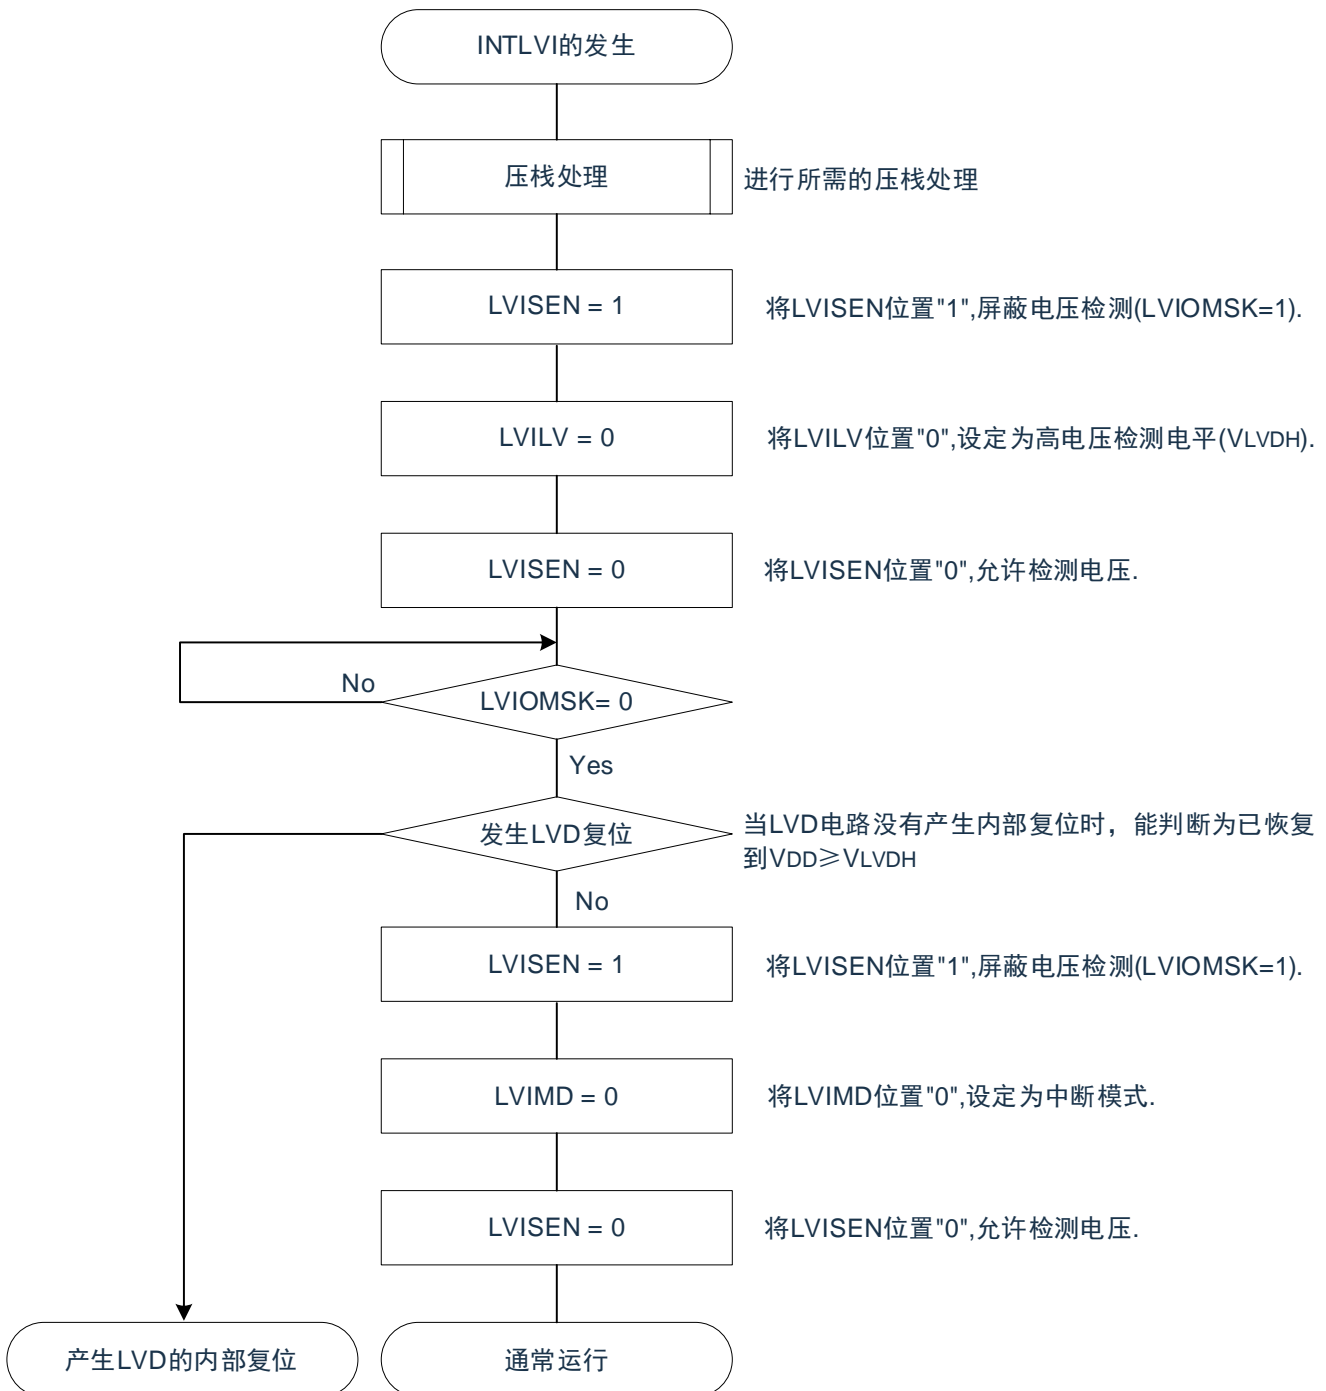 INTLVI的发生
压栈处理
进行所需的压栈处理
LVISEN = 1
将LVISEN位置"1",屏蔽电压检测(LVIOMSK=1).
LVILV = 0
将LVILV位置"0",设定为高电压检测电平(VLVDH).
LVISEN = 0
将LVISEN位置"0",允许检测电压.
No
LVIOMSK= 0
Yes
发生LVD复位
当LVD电路没有产生内部复位时，能判断为已恢复
到VDD≥VLVDH
No
LVISEN = 1
将LVISEN位置"1",屏蔽电压检测(LVIOMSK=1).
LVIMD = 0
将LVIMD位置"0",设定为中断模式.
LVISEN = 0
将LVISEN位置"0",允许检测电压.
产生LVD的内部复位
通常运行